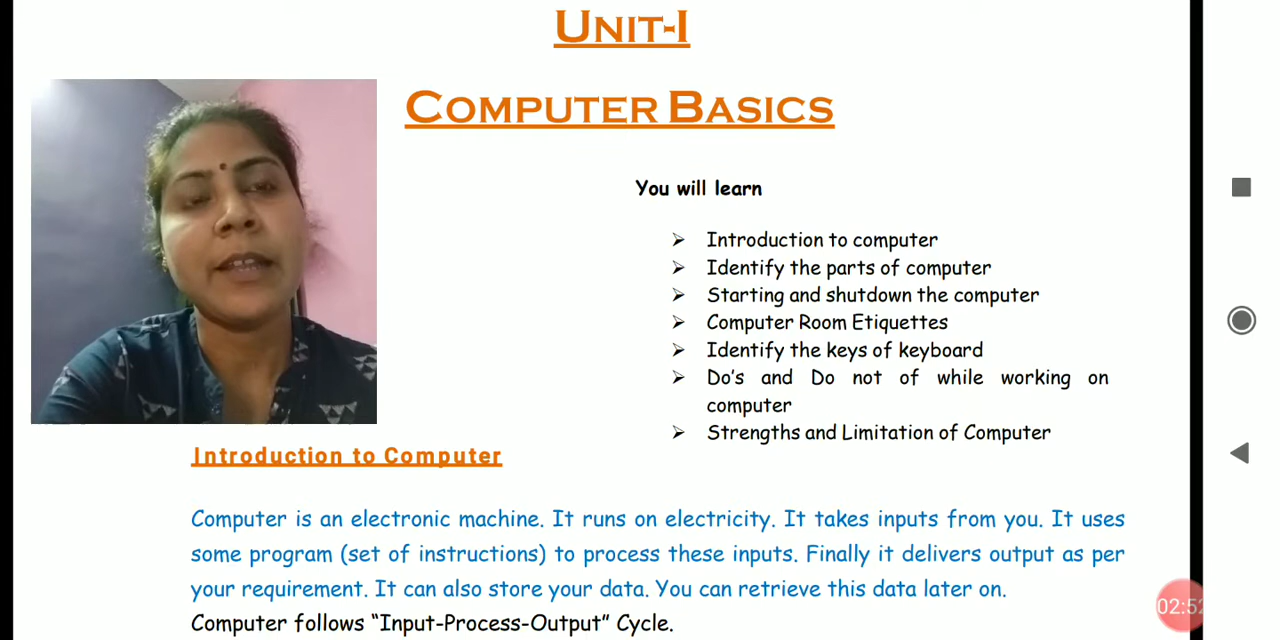 UNIT-I
COMPUTER BASICS
You will learn
➢ Introduction to computer
➢ Identify the parts of computer
➢ Starting and shutdown the computer
➢ Computer Room Etiquettes
➢ Identify the keys of keyboard
➢ Do's and Do not of while working on
computer
➢ Strengths and Limitation of Computer
Introduction to Computer
Computer is an electronic machine. It runs on electricity. It takes inputs from you. It uses
some program (set of instructions) to process these inputs. Finally it delivers output as per
your requirement. It can also store your data. You can retrieve this data later on.
Computer follows “Input-Process-Output” Cycle.
02:52